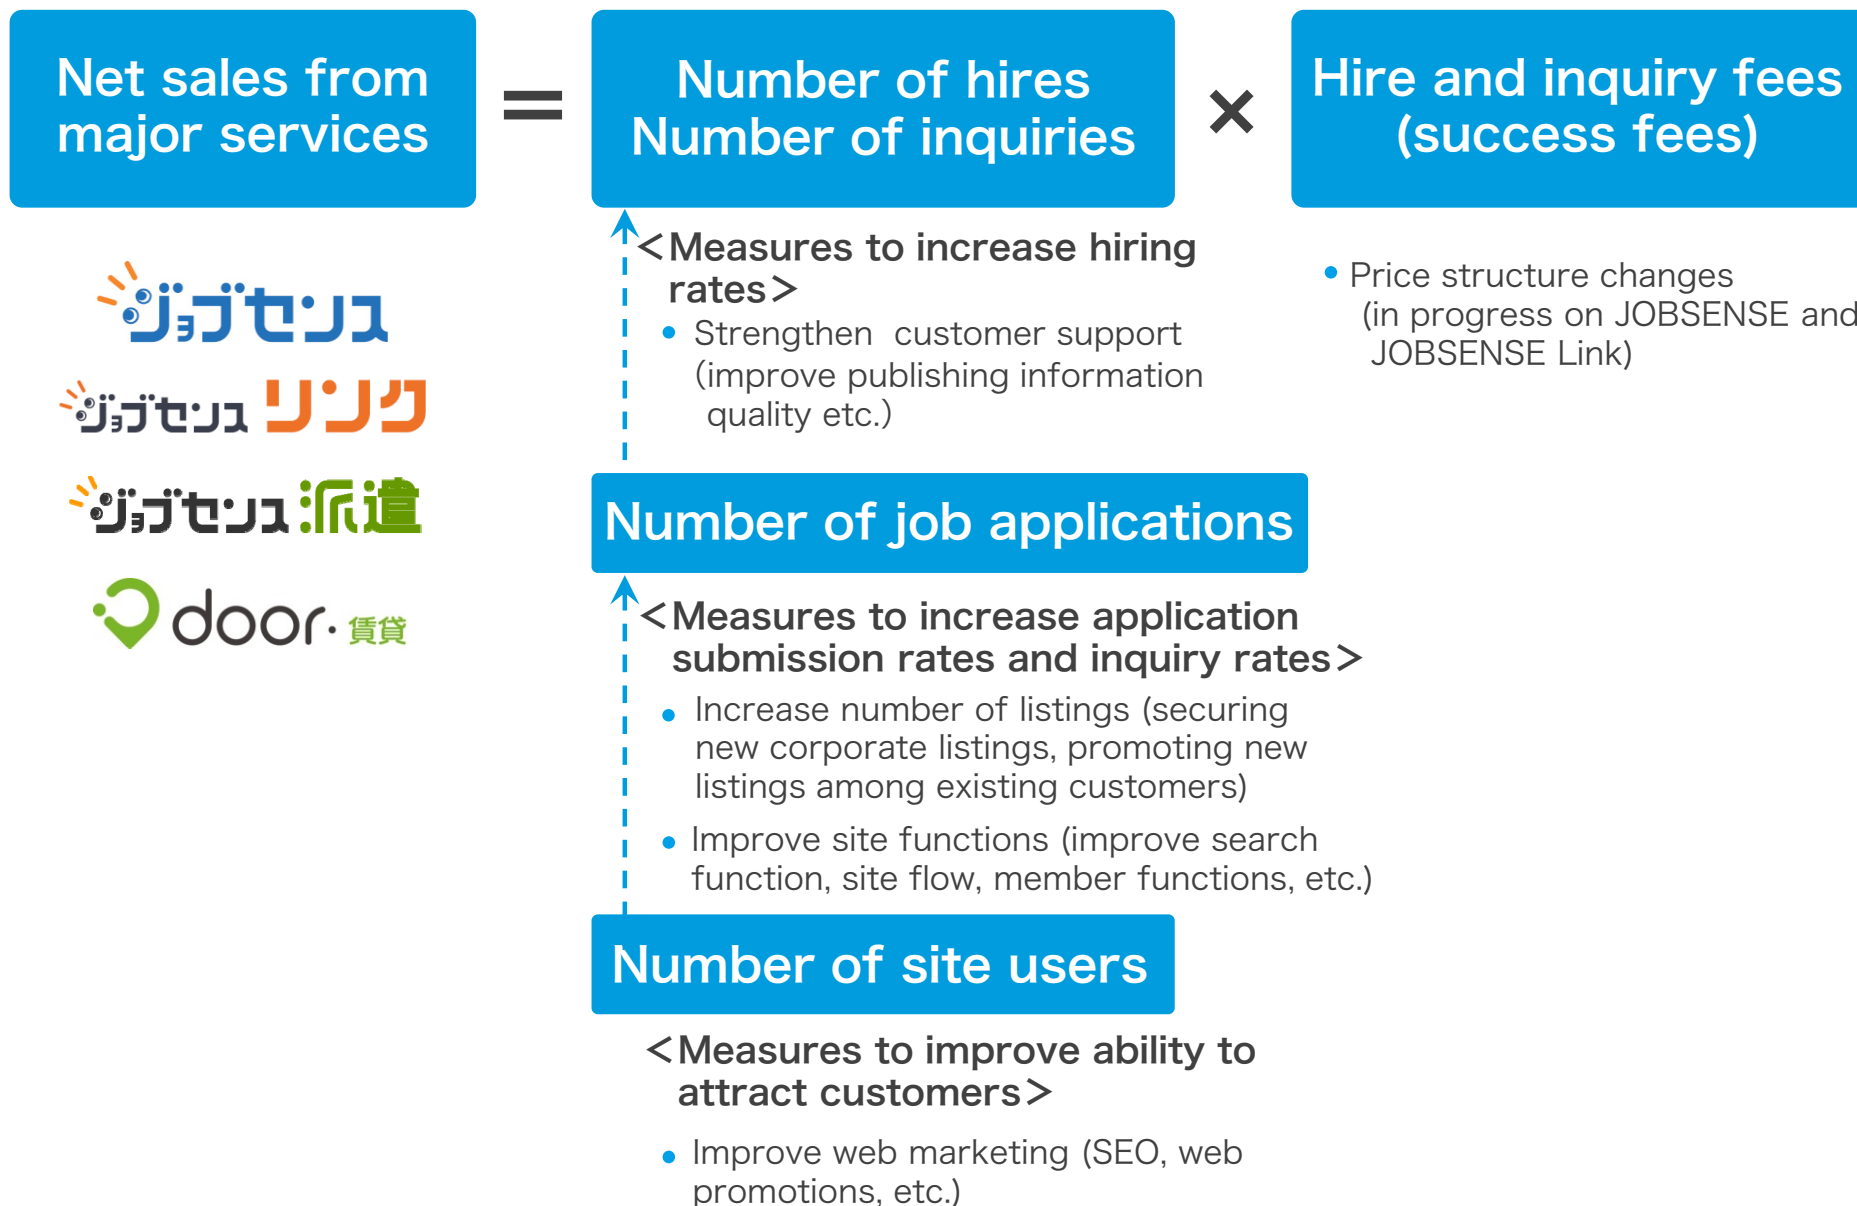 Net sales from
major services
=
Number of hires
Number of inquiries
×
Hire and inquiry fees
(success fees)
ジョブセンス
ジョブセンス リンク
ジョブセンス 派遣
door. 賃貸
＜Measures to increase hiring
rates＞
• Strengthen customer support
（improve publishing information
quality etc.）
• Price structure changes
(in progress on JOBSENSE and
JOBSENSE Link)
Number of job applications
＜Measures to increase application
submission rates and inquiry rates＞
• Increase number of listings (securing
new corporate listings, promoting new
listings among existing customers)
• Improve site functions (improve search
function, site flow, member functions, etc.)
Number of site users
＜Measures to improve ability to
attract customers＞
• Improve web marketing (SEO, web
promotions, etc.)